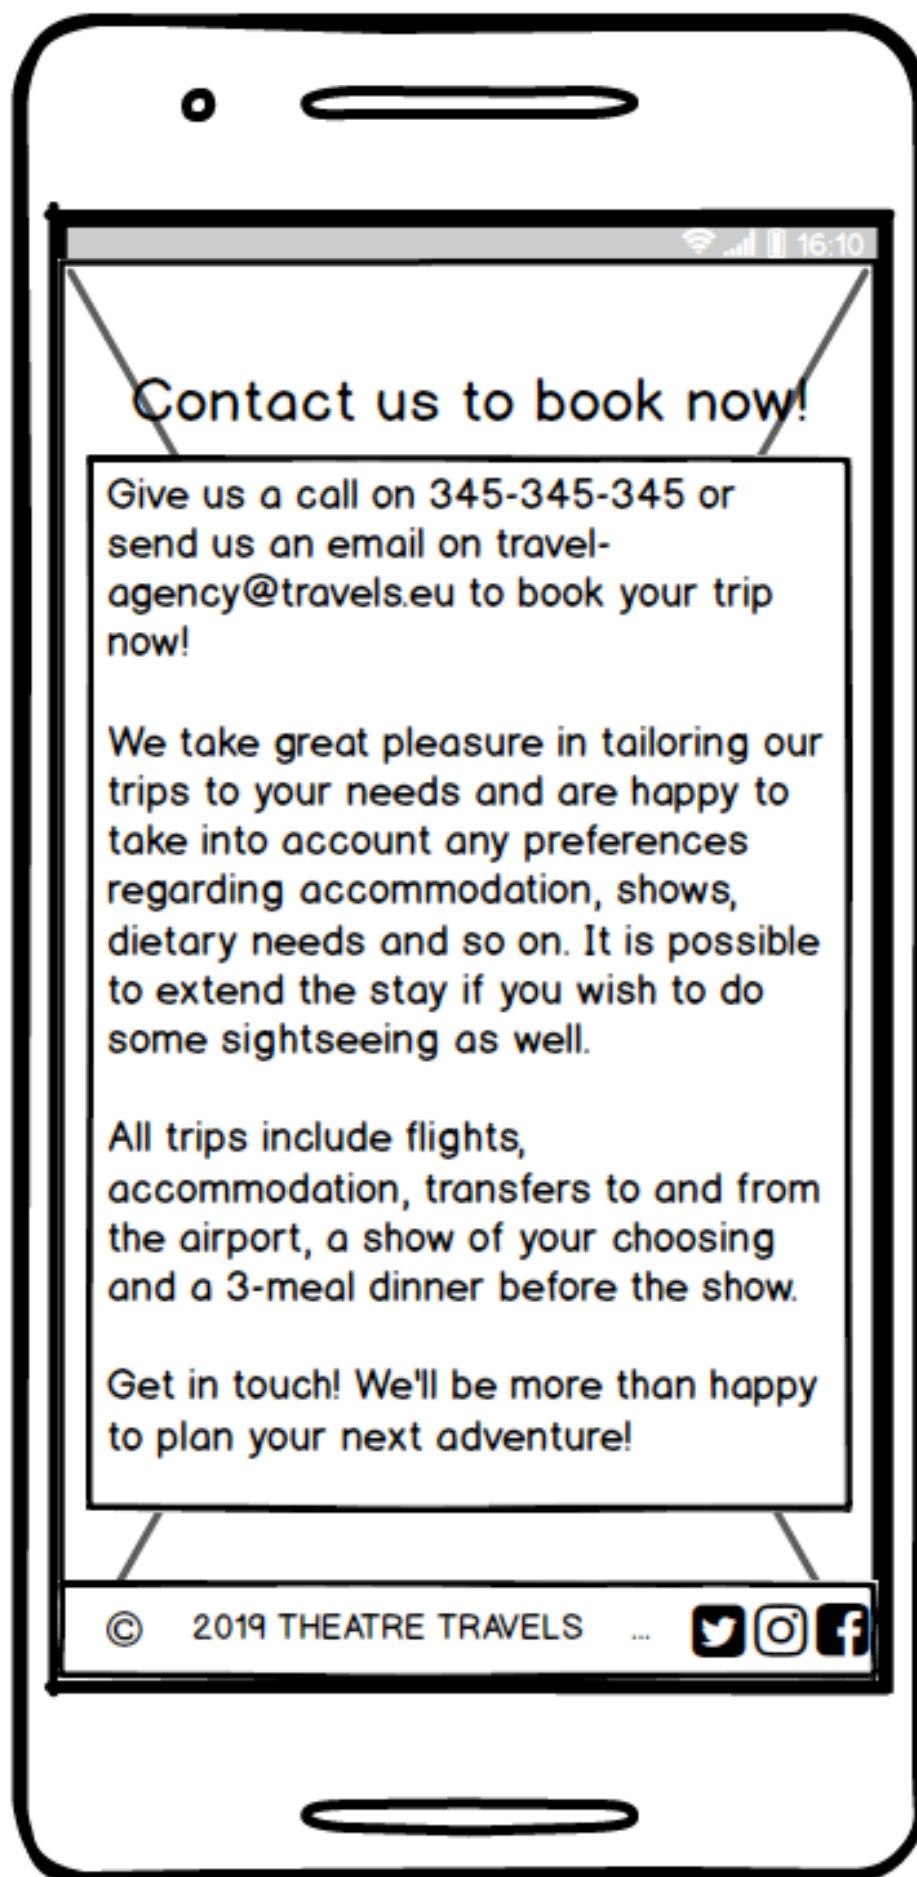 16:10
Contact us to book now!
Give us a call on 345-345-345 or
send us an email on travel-
agency@travels.eu to book your trip
now!
We take great pleasure in tailoring our
trips to your needs and are happy to
take into account any preferences
regarding accommodation, shows,
dietary needs and so on. It is possible
to extend the stay if you wish to do
some sightseeing as well.
All trips include flights,
accommodation, transfers to and from
the airport, a show of your choosing
and a 3-meal dinner before the show.
Get in touch! We'll be more than happy
to plan your next adventure!
© 2019 THEATRE TRAVELS ...